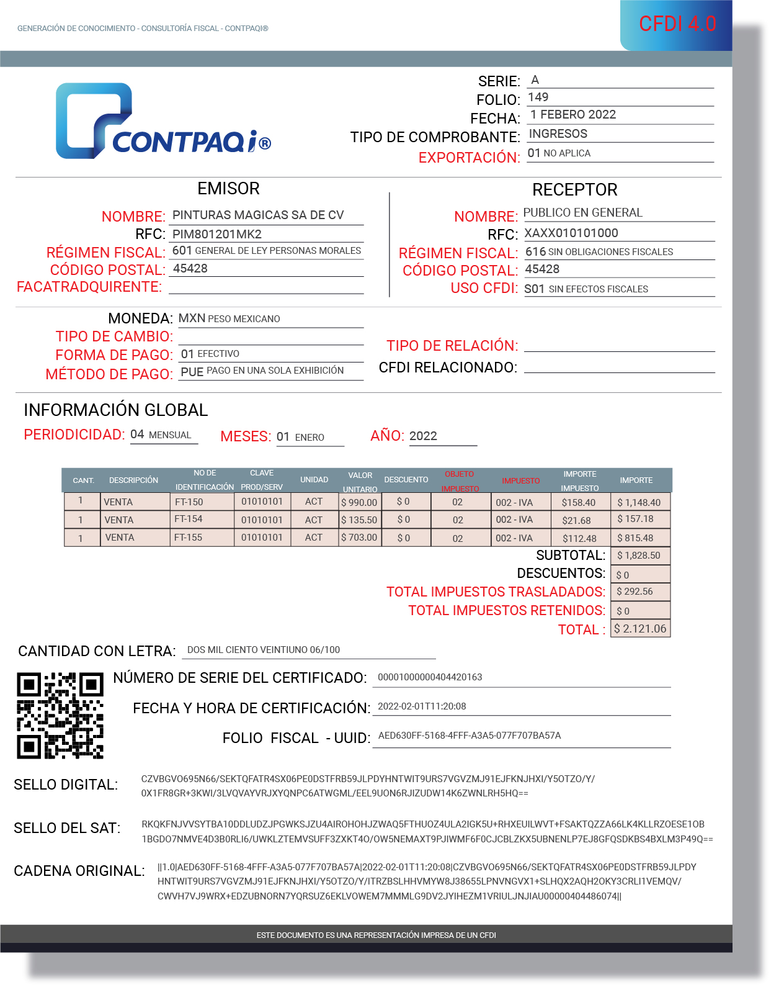 GENERACIÓN DE CONOCIMIENTO - CONSULTORÍA FISCAL - CONTPAQi®
CFDI 4.0
CONTPAQi®
SERIE: A
FOLIO: 149
FECHA: 1 FEBERO 2022
TIPO DE COMPROBANTE: INGRESOS
EXPORTACIÓN: 01 NO APLICA
EMISOR
NOMBRE: PINTURAS MAGICAS SA DE CV
RFC: PIM801201MK2
RÉGIMEN FISCAL: 601 GENERAL DE LEY PERSONAS MORALES
CÓDIGO POSTAL: 45428
FACATRADQUIRENTE:
RECEPTOR
NOMBRE: PUBLICO EN GENERAL
RFC: XAXX010101000
RÉGIMEN FISCAL: 616 SIN OBLIGACIONES FISCALES
CÓDIGO POSTAL: 45428
USO CFDI: S01 SIN EFECTOS FISCALES
MONEDA: MXN PESO MEXICANO
TIPO DE CAMBIO:
FORMA DE PAGO: 01 EFECTIVO
MÉTODO DE PAGO: PUE PAGO EN UNA SOLA EXHIBICIÓN
TIPO DE RELACIÓN:
CFDI RELACIONADO:
INFORMACIÓN GLOBAL
PERIODICIDAD: 04 MENSUAL MESES: 01 ENERO AÑO: 2022
CANT. DESCRIPCIÓN NO DE IDENTIFICACIÓN CLAVE PROD/SERV UNIDAD VALOR UNITARIO DESCUENTO OBJETO IMPUESTO IMPUESTO IMPORTE IMPUESTO IMPORTE
1 VENTA FT-150 01010101 ACT $ 990.00 $ 0 02 002 - IVA $158.40 $ 1,148.40
1 VENTA FT-154 01010101 ACT $ 135.50 $ 0 02 002 - IVA $21.68 $ 157.18
1 VENTA FT-155 01010101 ACT $ 703.00 $ 0 02 002 - IVA $112.48 $ 815.48
SUBTOTAL: $ 1,828.50
DESCUENTOS: $ 0
TOTAL IMPUESTOS TRASLADADOS: $ 292.56
TOTAL IMPUESTOS RETENIDOS: $ 0
TOTAL : $ 2.121.06
CANTIDAD CON LETRA: DOS MIL CIENTO VEINTIUNO 06/100
NÚMERO DE SERIE DEL CERTIFICADO: 00001000000404420163
FECHA Y HORA DE CERTIFICACIÓN: 2022-02-01T11:20:08
FOLIO FISCAL - UUID: AED630FF-5168-4FFF-A3A5-077F707BA57A
SELLO DIGITAL: CZVBGVO695N66/SEKTQFATR4SX06PE0DSTFRB59JLPDYHNTWIT9URS7VGVZMJ91EJFKNJHXI/Y5OTZO/Y/
0X1FR8GR+3KWI/3LVQVAYVRJXYQNPC6ATWGML/EEL9UON6RJIZUDW14K6ZWNLRH5HQ==
SELLO DEL SAT: RKQKFNJVVSYTBA10DDLUDZJPGWKSJZU4AIROHOHJZWAQ5FTHUOZ4ULA2IGK5U+RHXEUILWVT+FSAKTQZZA66LK4KLLRZOESE1OB
1BGDO7NMVE4D3B0RLI6/UWKLZTEMVSUFF3ZXKT4O/OW5NEMAXT9PJIWMF6F0CJCBLZKX5UBNENLP7EJ8GFQSDKBS4BXLM3P49Q==
CADENA ORIGINAL: ||1.0|AED630FF-5168-4FFF-A3A5-077F707BA57A|2022-02-01T11:20:08|CZVBGVO695N66/SEKTQFATR4SX06PE0DSTFRB59JLPDY
HNTWIT9URS7VGVZMJ91EJFKNJHXI/Y5OTZO/Y/ITRZBSLHHVMYW8J38655LPNVNGVX1+SLHQX2AQH2OKY3CRLI1VEMQV/
CWVH7VJ9WRX+EDZUBNORN7YQRSUZ6EKLVOWEM7MMMLG9DV2JYIHEZM1VRIULJNJIAU00000404486074||
ESTE DOCUMENTO ES UNA REPRESENTACIÓN IMPRESA DE UN CFDI